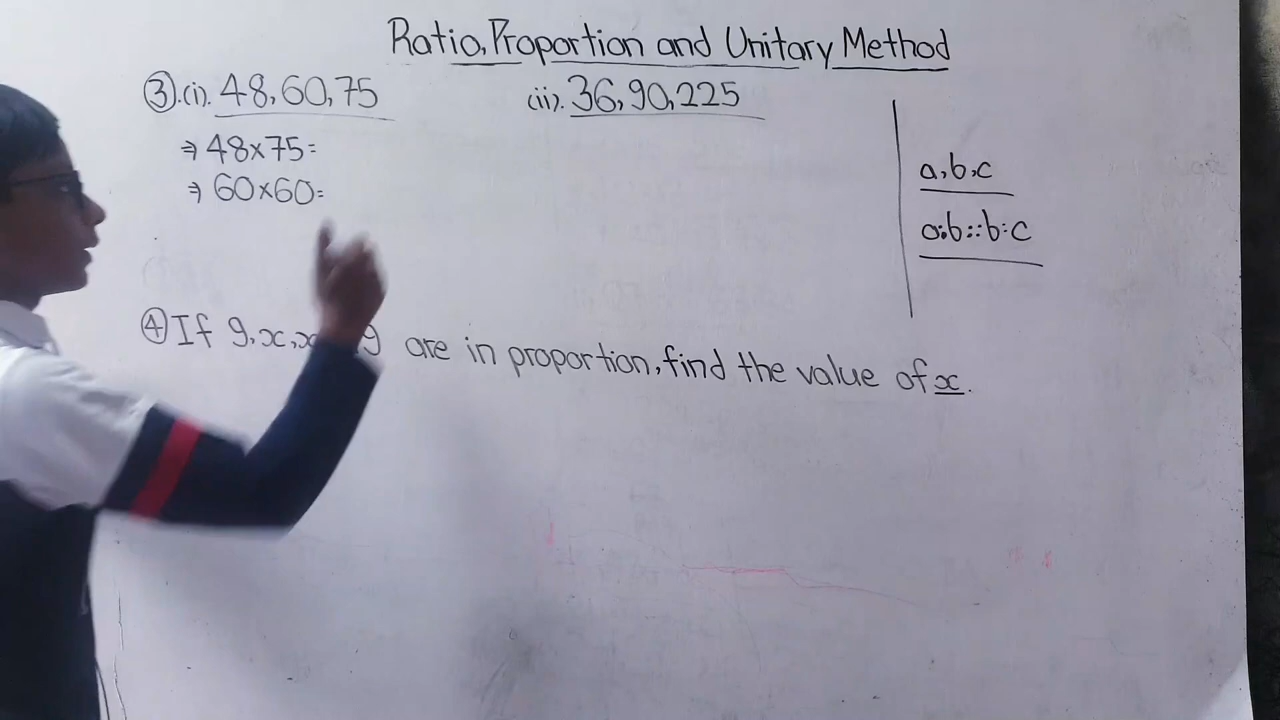 Ratio, Proportion and Unitary Method
③.(i). 48,60,75 (ii). 36,90,225
⇒ 48×75=
⇒ 60×60=
a,b,c
a:b::b:c
④ If 9,x,x 9 are in proportion, find the value of x.